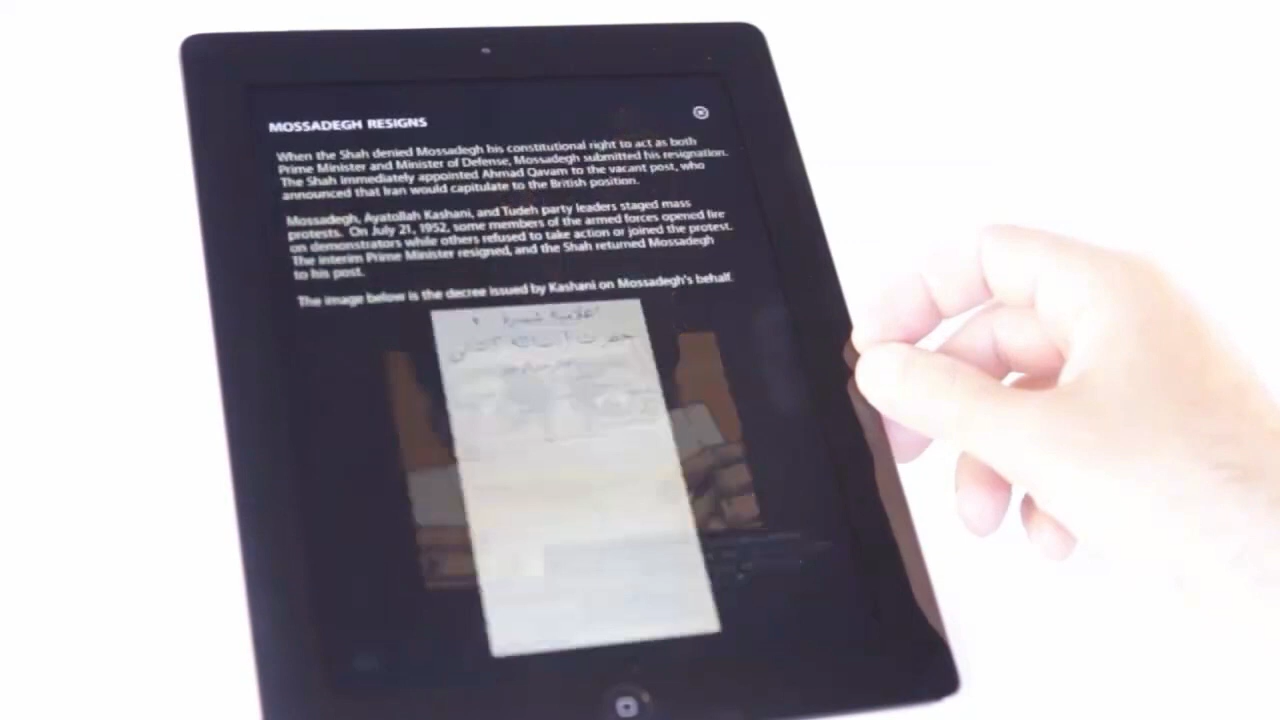 MOSSADEGH RESIGNS
When the Shah denied Mossadegh his constitutional right to act as both
Prime Minister and Minister of Defense, Mossadegh submitted his resignation.
The Shah immediately appointed Ahmad Qavam to the vacant post, who
announced that Iran would capitulate to the British position.
Mossadegh, Ayatollah Kashani, and Tudeh party leaders staged mass
protests. On July 21, 1952, some members of the armed forces opened fire
on demonstrators while others refused to take action or joined the protest.
The interim Prime Minister resigned, and the Shah returned Mossadegh
to his post.
The image below is the decree issued by Kashani on Mossadegh's behalf.